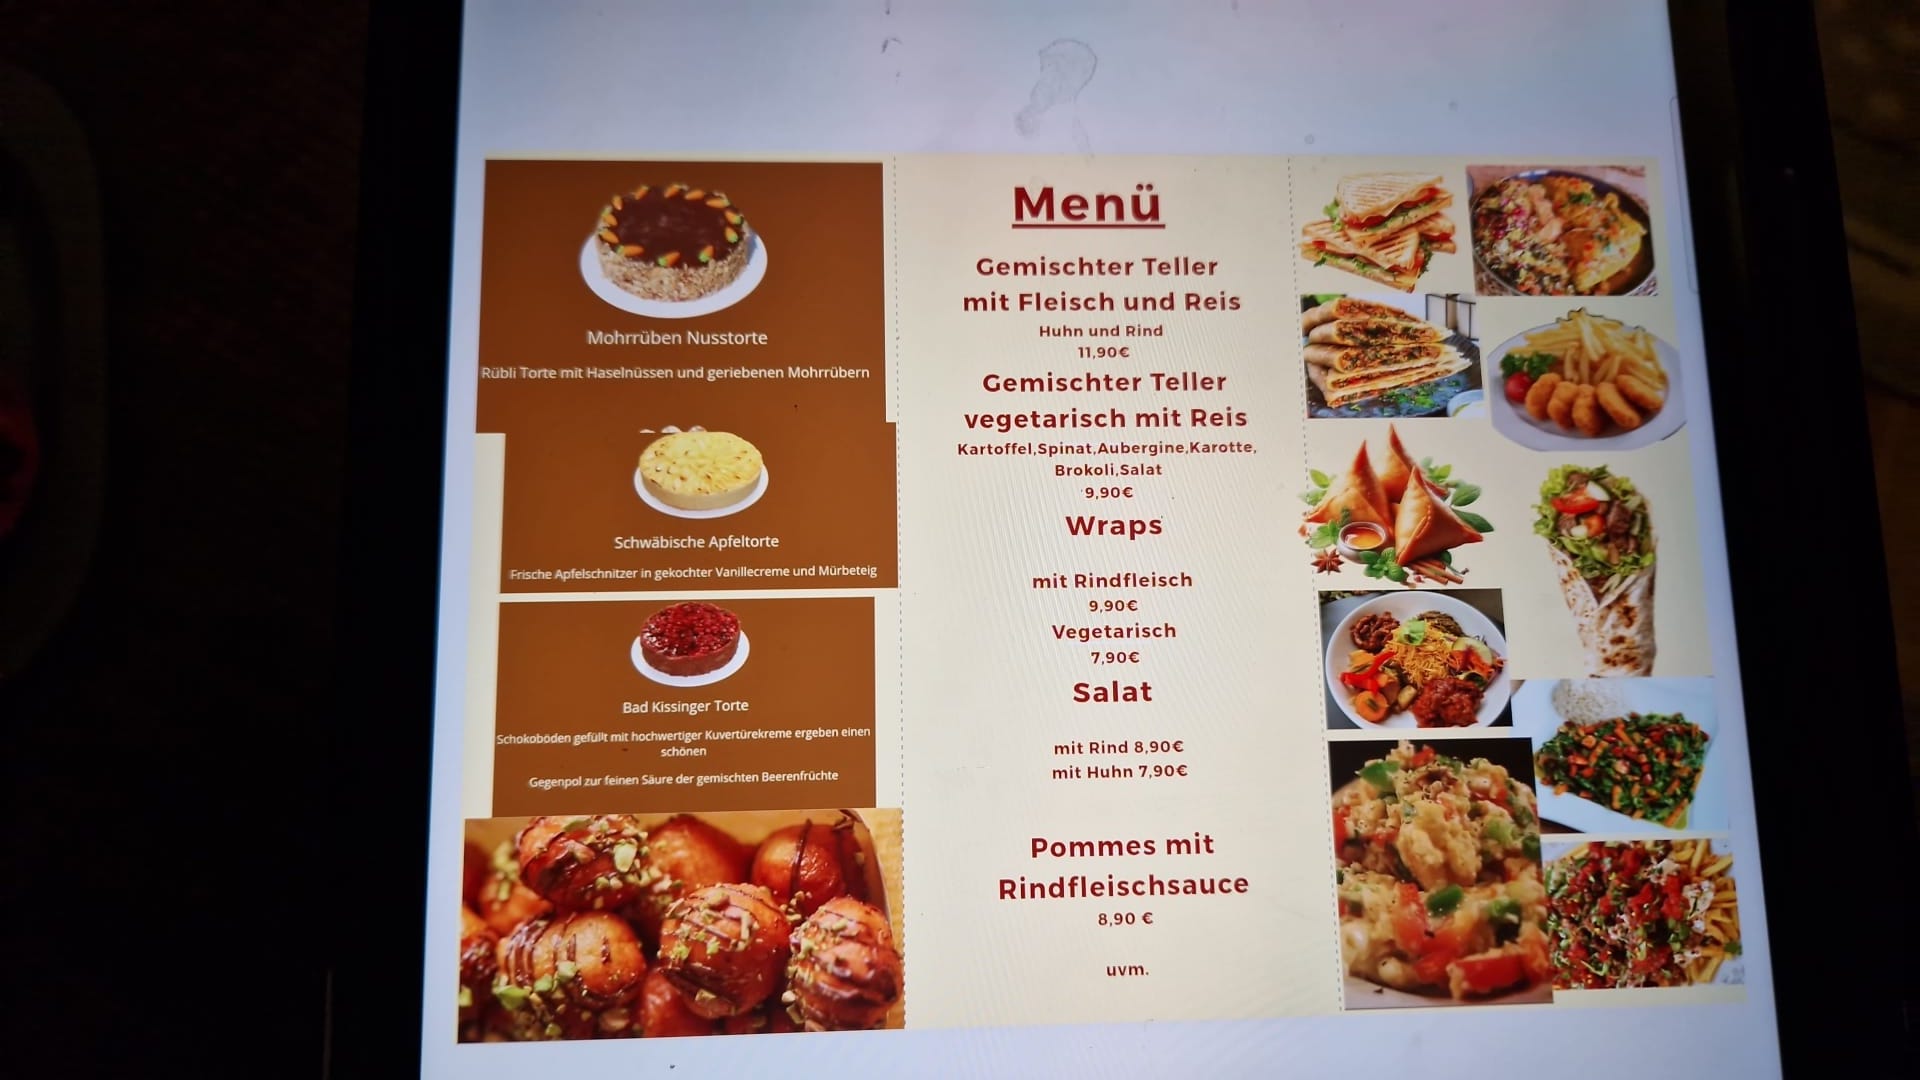 Mohrrüben Nusstorte
Rübli Torte mit Haselnüssen und geriebenen Mohrrübern
Schwäbische Apfeltorte
Frische Apfelschnitzer in gekochter Vanillecreme und Mürbeteig
Bad Kissinger Torte
Schokoböden gefüllt mit hochwertiger Kuvertürekreme ergeben einen
schönen
Gegenpol zur feinen Säure der gemischten Beerenfrüchte
Menü
Gemischter Teller
mit Fleisch und Reis
Huhn und Rind
11,90€
Gemischter Teller
vegetarisch mit Reis
Kartoffel,Spinat,Aubergine,Karotte,
Brokoli,Salat
9,90€
Wraps
mit Rindfleisch
9,90€
Vegetarisch
7,90€
Salat
mit Rind 8,90€
mit Huhn 7,90€
Pommes mit
Rindfleischsauce
8,90 €
uvm.